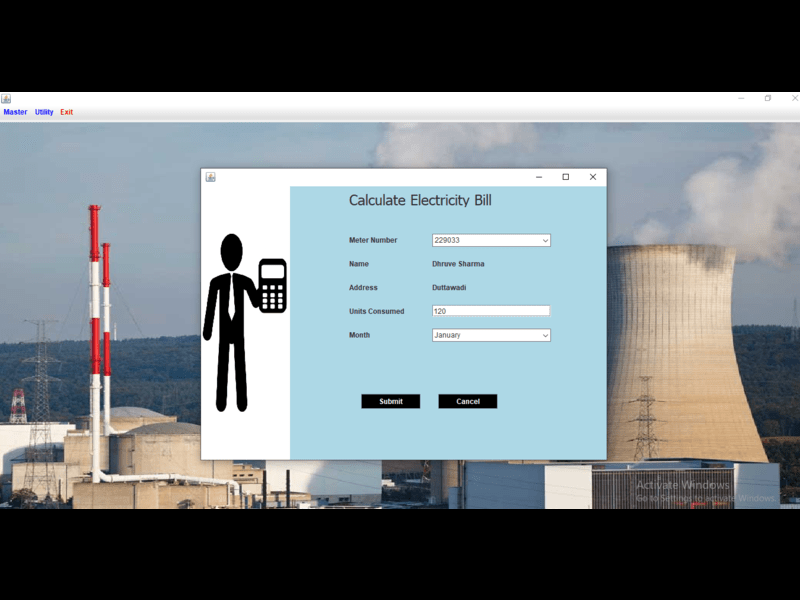 Master Utility Exit
Calculate Electricity Bill
Meter Number 229033
Name Dhruve Sharma
Address Duttawadi
Units Consumed 120
Month January
Submit Cancel
Activate Windows
Go to Settings to activate Windows.